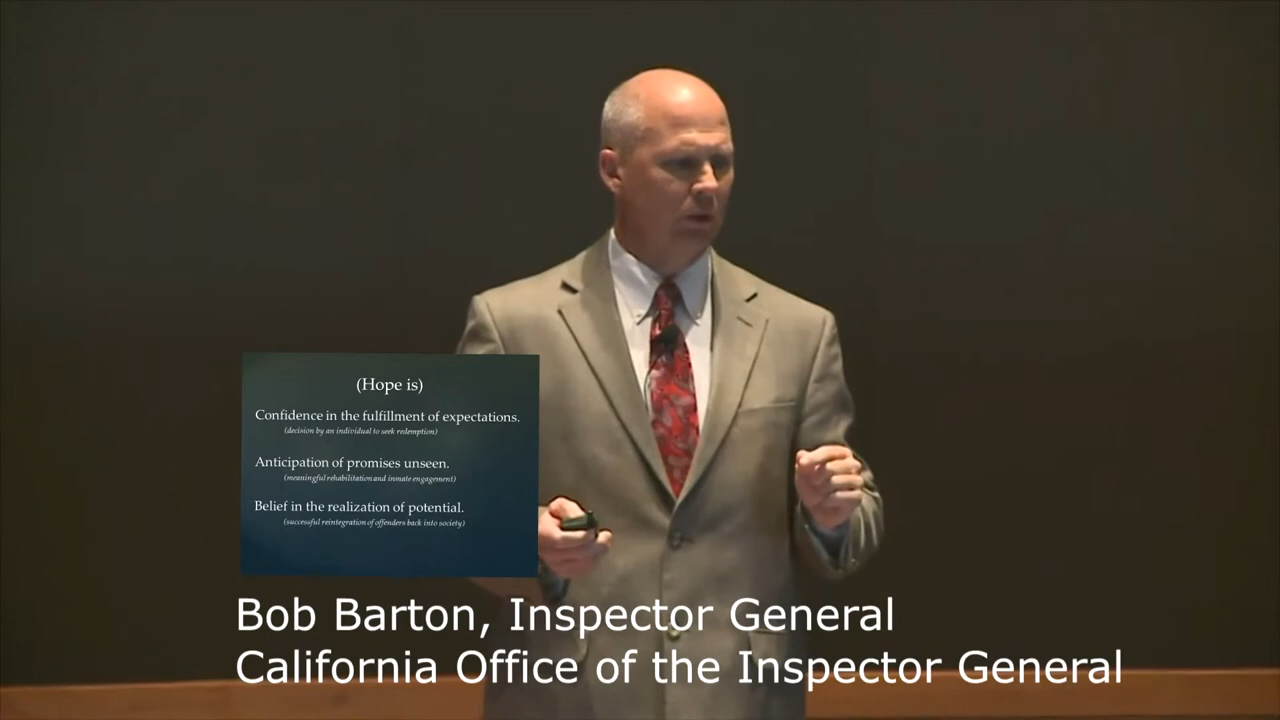 (Hope is)
Confidence in the fulfillment of expectations.
(decision by an individual to seek redemption)
Anticipation of promises unseen.
(meaningful rehabilitation and inmate engagement)
Belief in the realization of potential.
(successful reintegration of offenders back into society)
Bob Barton, Inspector General
California Office of the Inspector General